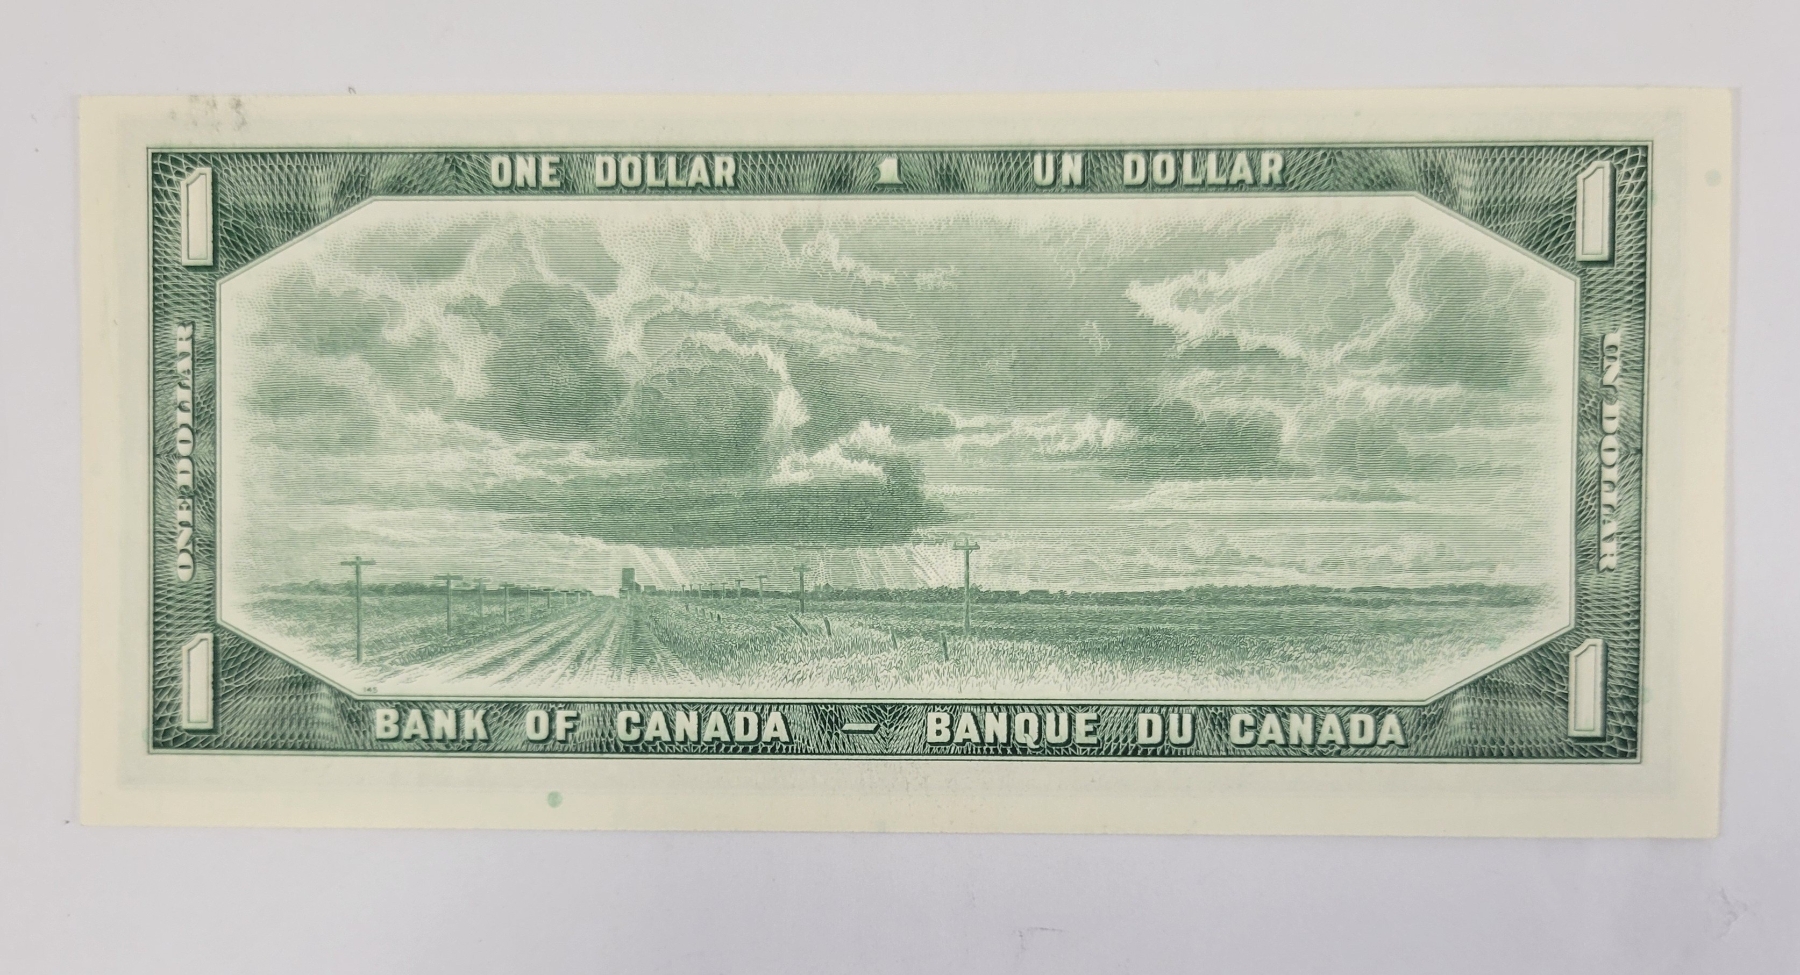 ONE DOLLAR 1 UN DOLLAR
1
1
ONE DOLLAR
UN DOLLAR
1
1
BANK OF CANADA – BANQUE DU CANADA